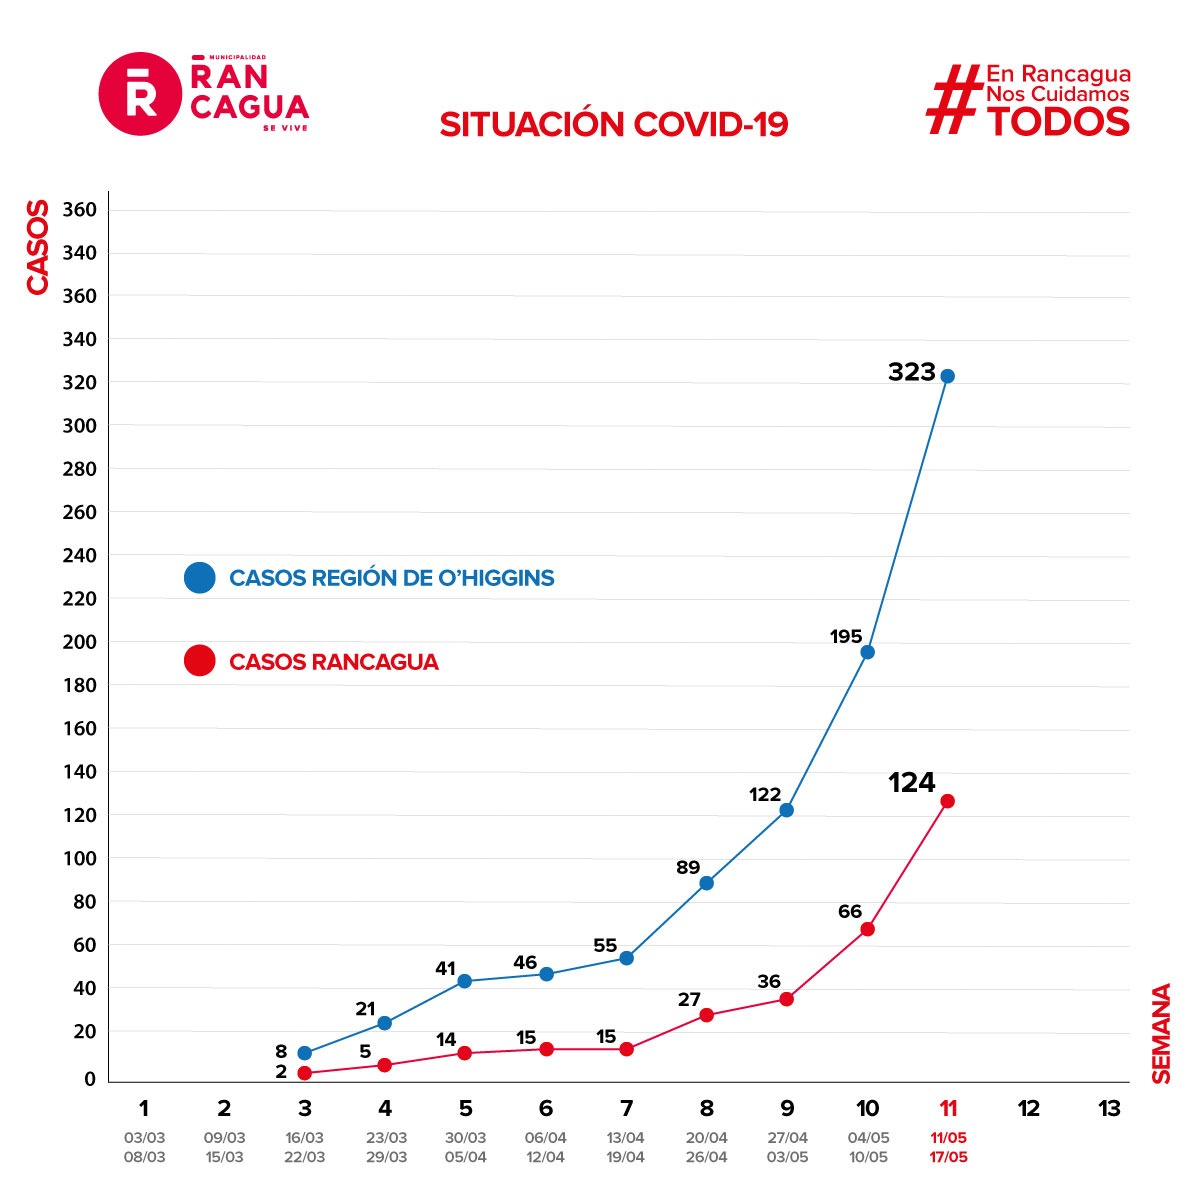 MUNICIPALIDAD
RAN
CAGUA
SE VIVE
R
SITUACIÓN COVID-19
#En Rancagua
Nos Cuidamos
TODOS
CASOS
360
340
360
340
320
300
280
260
240
220
200
180
160
140
120
100
80
60
40
20
0
CASOS REGIÓN DE O’HIGGINS
CASOS RANCAGUA
8
21
41
46
55
89
122
195
323
2
5
14
15
15
27
36
66
124
SEMANA
1 2 3 4 5 6 7 8 9 10 11 12 13
03/03 09/03 16/03 23/03 30/03 06/04 13/04 20/04 27/04 04/05 11/05
08/03 15/03 22/03 29/03 05/04 12/04 19/04 26/04 03/05 10/05 17/05